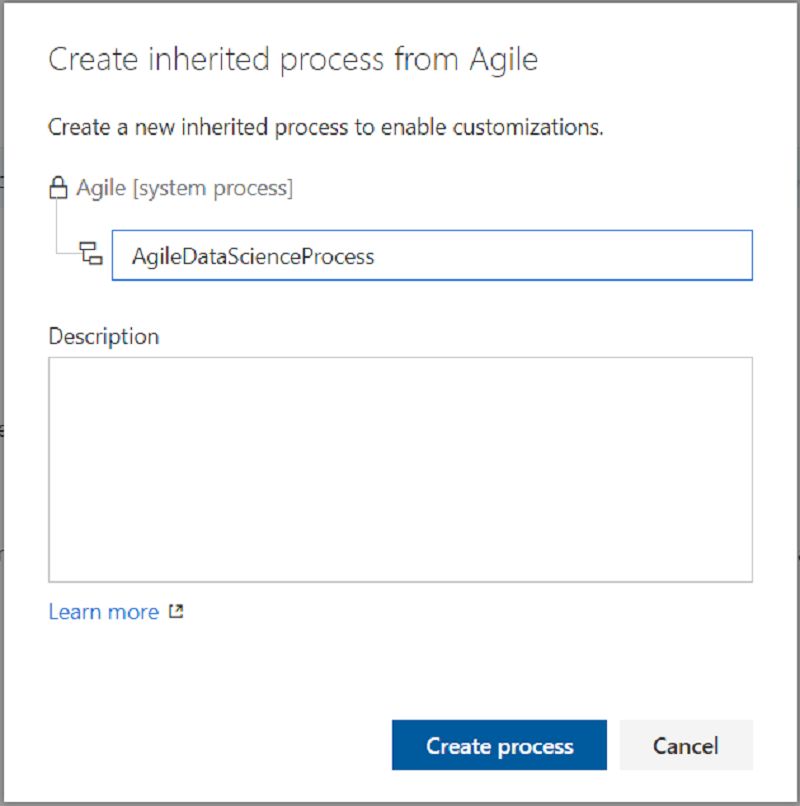 Create inherited process from Agile
Create a new inherited process to enable customizations.
Agile [system process]
AgileDataScienceProcess
Description
Learn more
Create process
Cancel